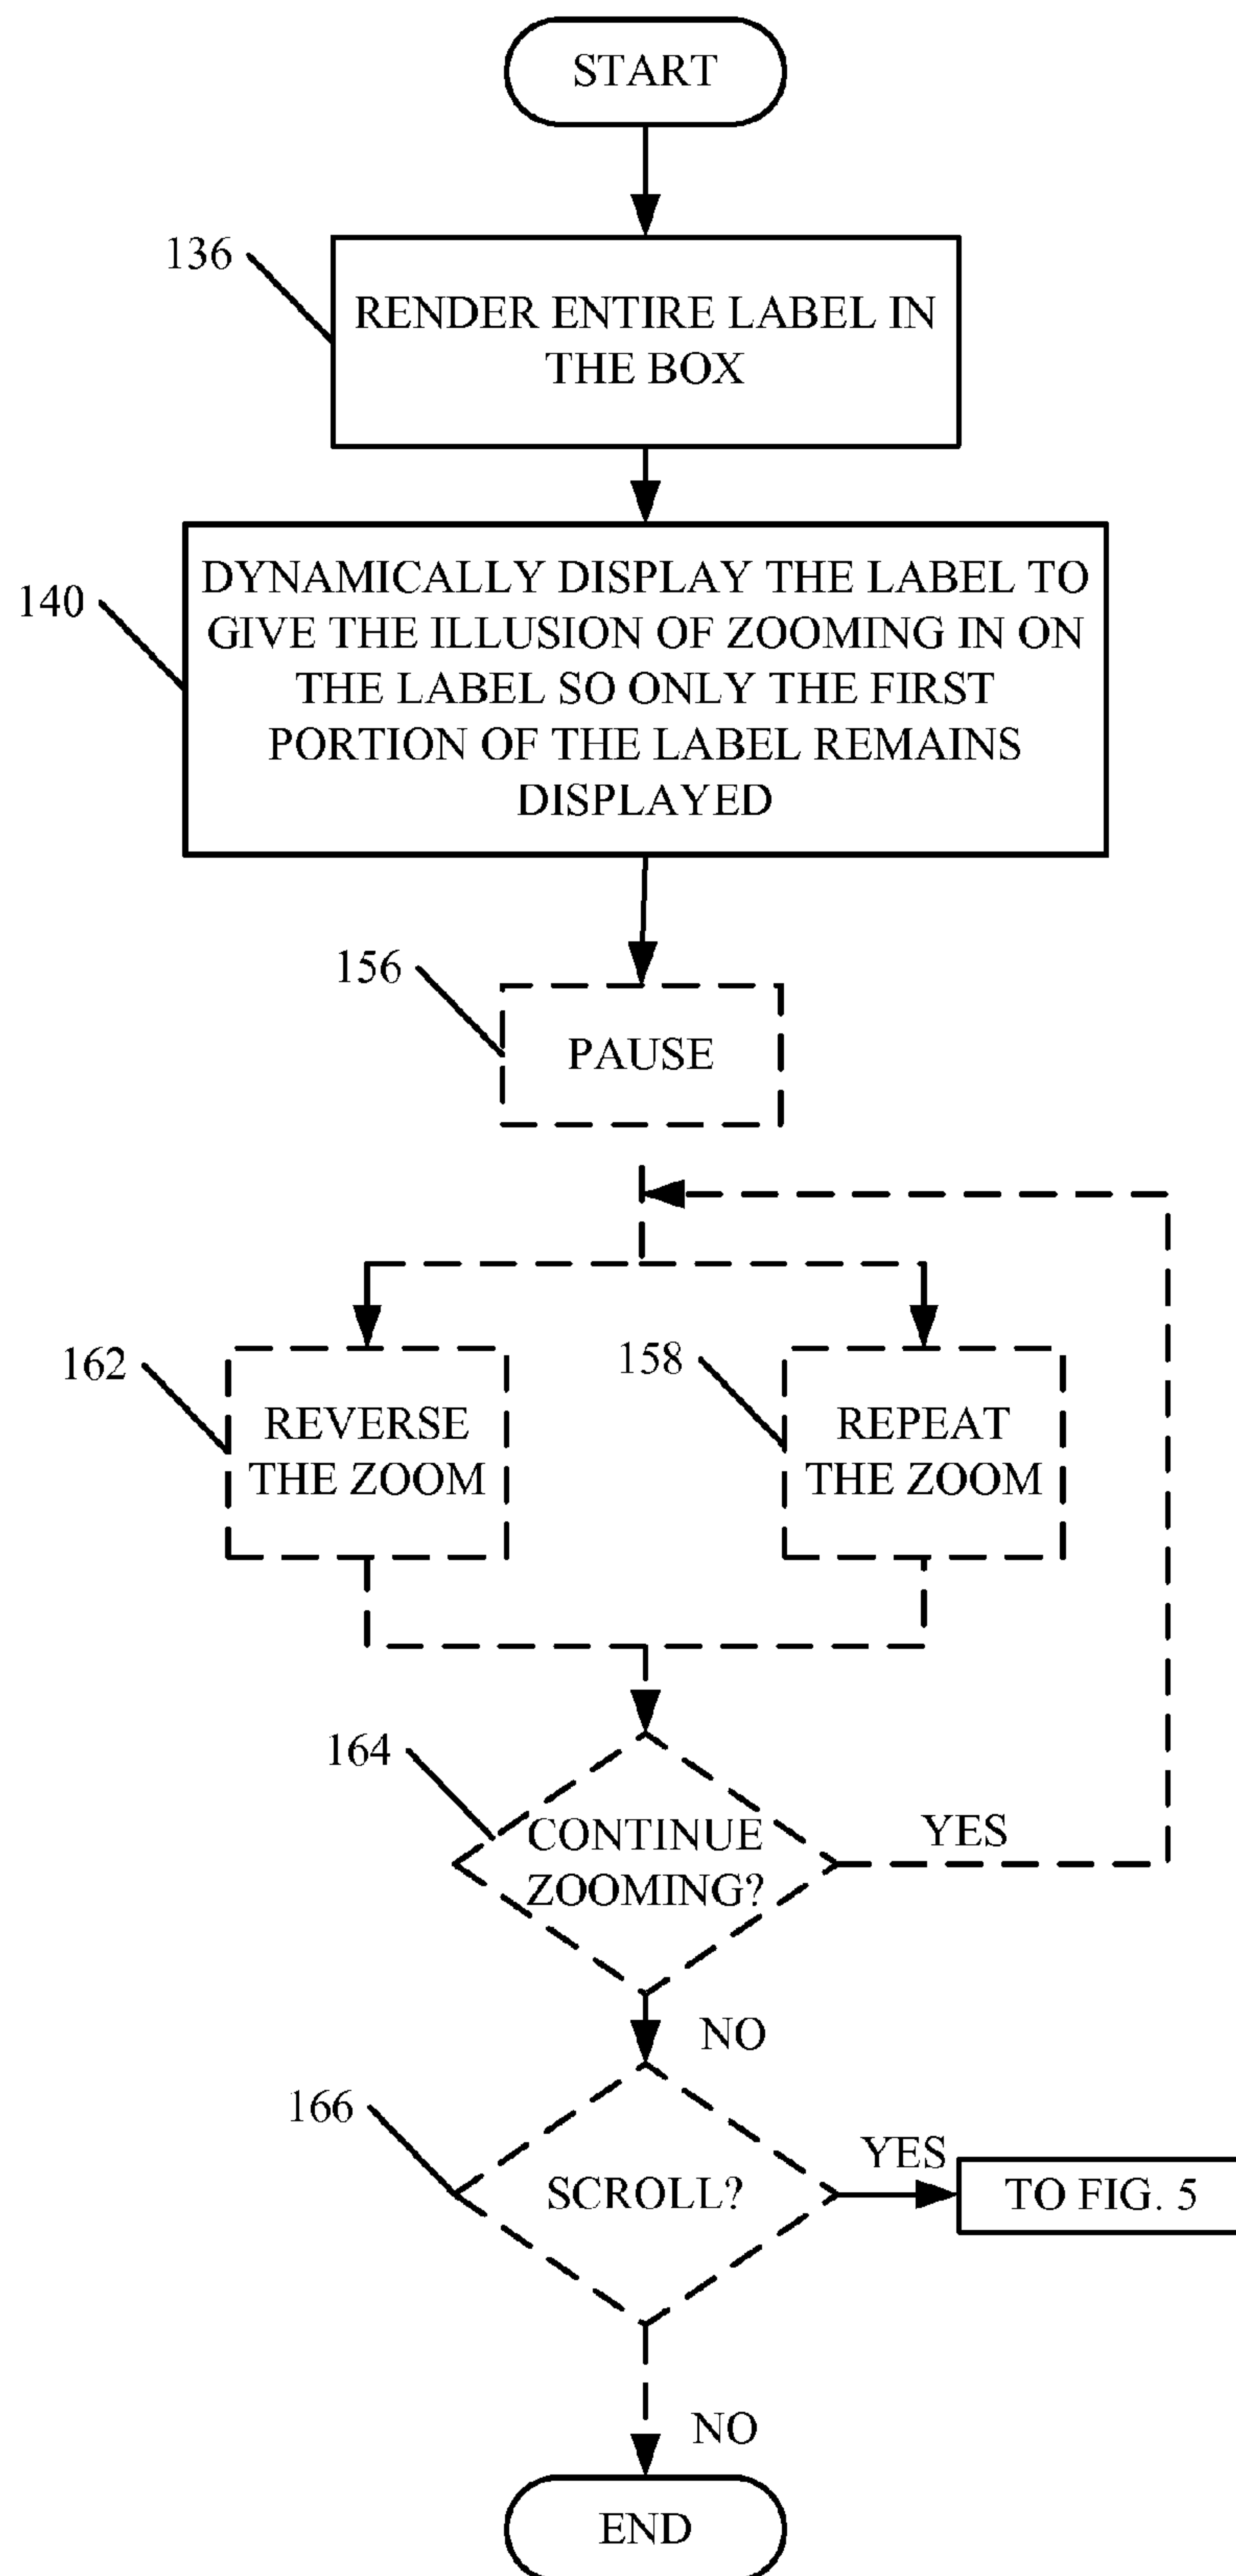 START
136
RENDER ENTIRE LABEL IN
THE BOX
140
DYNAMICALLY DISPLAY THE LABEL TO
GIVE THE ILLUSION OF ZOOMING IN ON
THE LABEL SO ONLY THE FIRST
PORTION OF THE LABEL REMAINS
DISPLAYED
156
PAUSE
162
REVERSE
THE ZOOM
158
REPEAT
THE ZOOM
164
CONTINUE
ZOOMING?
YES
NO
166
SCROLL?
YES
TO FIG. 5
NO
END